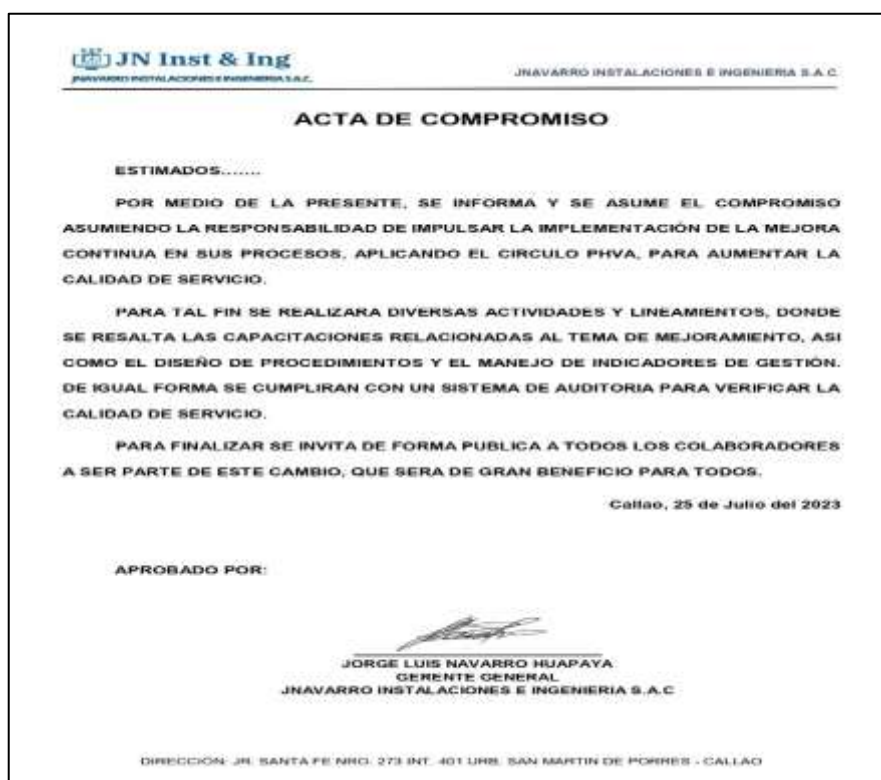 JN Inst & Ing
JNAVARRO INSTALACIONES E INGENIERIA S.A.C.
JNAVARRO INSTALACIONES E INGENIERIA S.A.C.
ACTA DE COMPROMISO
ESTIMADOS.......
POR MEDIO DE LA PRESENTE, SE INFORMA Y SE ASUME EL COMPROMISO
ASUMIENDO LA RESPONSABILIDAD DE IMPULSAR LA IMPLEMENTACIÓN DE LA MEJORA
CONTINUA EN SUS PROCESOS, APLICANDO EL CIRCULO PHVA, PARA AUMENTAR LA
CALIDAD DE SERVICIO.
PARA TAL FIN SE REALIZARA DIVERSAS ACTIVIDADES Y LINEAMIENTOS, DONDE
SE RESALTA LAS CAPACITACIONES RELACIONADAS AL TEMA DE MEJORAMIENTO, ASI
COMO EL DISEÑO DE PROCEDIMIENTOS Y EL MANEJO DE INDICADORES DE GESTIÓN.
DE IGUAL FORMA SE CUMPLIRAN CON UN SISTEMA DE AUDITORIA PARA VERIFICAR LA
CALIDAD DE SERVICIO.
PARA FINALIZAR SE INVITA DE FORMA PUBLICA A TODOS LOS COLABORADORES
A SER PARTE DE ESTE CAMBIO, QUE SERA DE GRAN BENEFICIO PARA TODOS.
Callao, 25 de Julio del 2023
APROBADO POR:
JORGE LUIS NAVARRO HUAPAYA
GERENTE GENERAL
JNAVARRO INSTALACIONES E INGENIERIA S.A.C
DIRECCIÓN: JR. SANTA FE NRO. 273 INT. 401 URB. SAN MARTIN DE PORRES - CALLAO